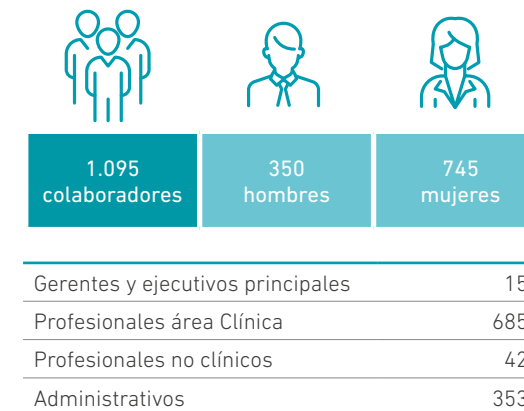 1.095
colaboradores
350
hombres
745
mujeres
Gerentes y ejecutivos principales 15
Profesionales área Clínica 685
Profesionales no clínicos 42
Administrativos 353